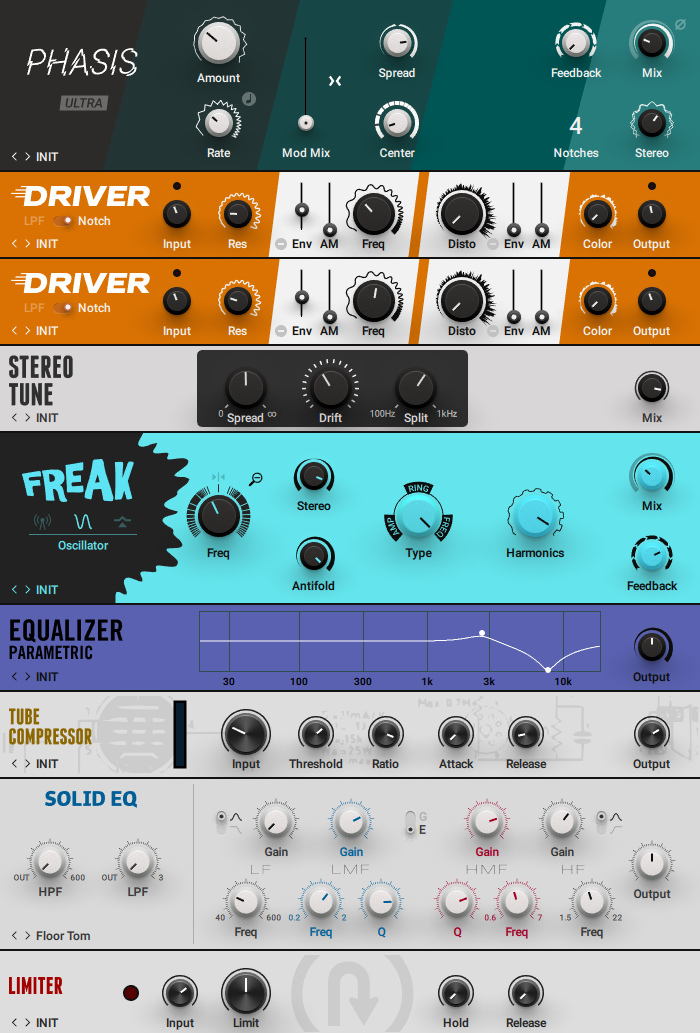 PHASIS
ULTRA
INIT
Amount
Rate
Mod Mix
Spread
Center
Feedback
4
Notches
Mix
Stereo
DRIVER
LPF Notch
INIT
Input
Res
Env AM Freq
Disto Env AM
Color
Output
DRIVER
LPF Notch
INIT
Input
Res
Env AM Freq
Disto Env AM
Color
Output
STEREO
TUNE
INIT
0 Spread ∞
Drift
100Hz Split 1kHz
Mix
FREAK
Oscillator
INIT
Freq
Stereo
Antifold
RING
AMP
FREQ
Type
Harmonics
Mix
Feedback
EQUALIZER
PARAMETRIC
INIT
30 100 300 1k 3k 10k
Output
TUBE
COMPRESSOR
INIT
Input Threshold Ratio Attack Release Output
SOLID EQ
OUT HPF 600
OUT LPF 3
Floor Tom
Gain Gain
G
E
Gain Gain
LF LMF HMF HF
40 Freq 600
0.2 Freq 2
Q
Q
0.6 Freq 7
1.5 Freq 22
Output
LIMITER
INIT
Input Limit Hold Release